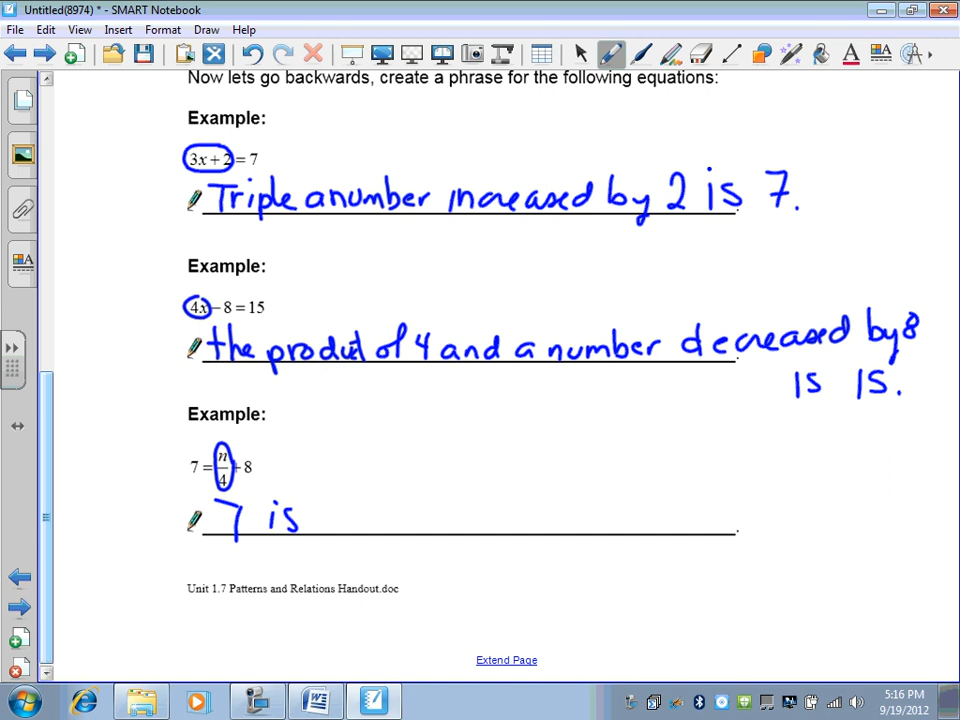 Untitled(8974) * - SMART Notebook
File Edit View Insert Format Draw Help
Now lets go backwards, create a phrase for the following equations:
Example:
3x + 2 = 7
Triple a number increased by 2 is 7.
Example:
4x − 8 = 15
the product of 4 and a number decreased by 8
is 15.
Example:
7 = n/4 + 8
7 is
Unit 1.7 Patterns and Relations Handout.doc
Extend Page
5:16 PM
9/19/2012